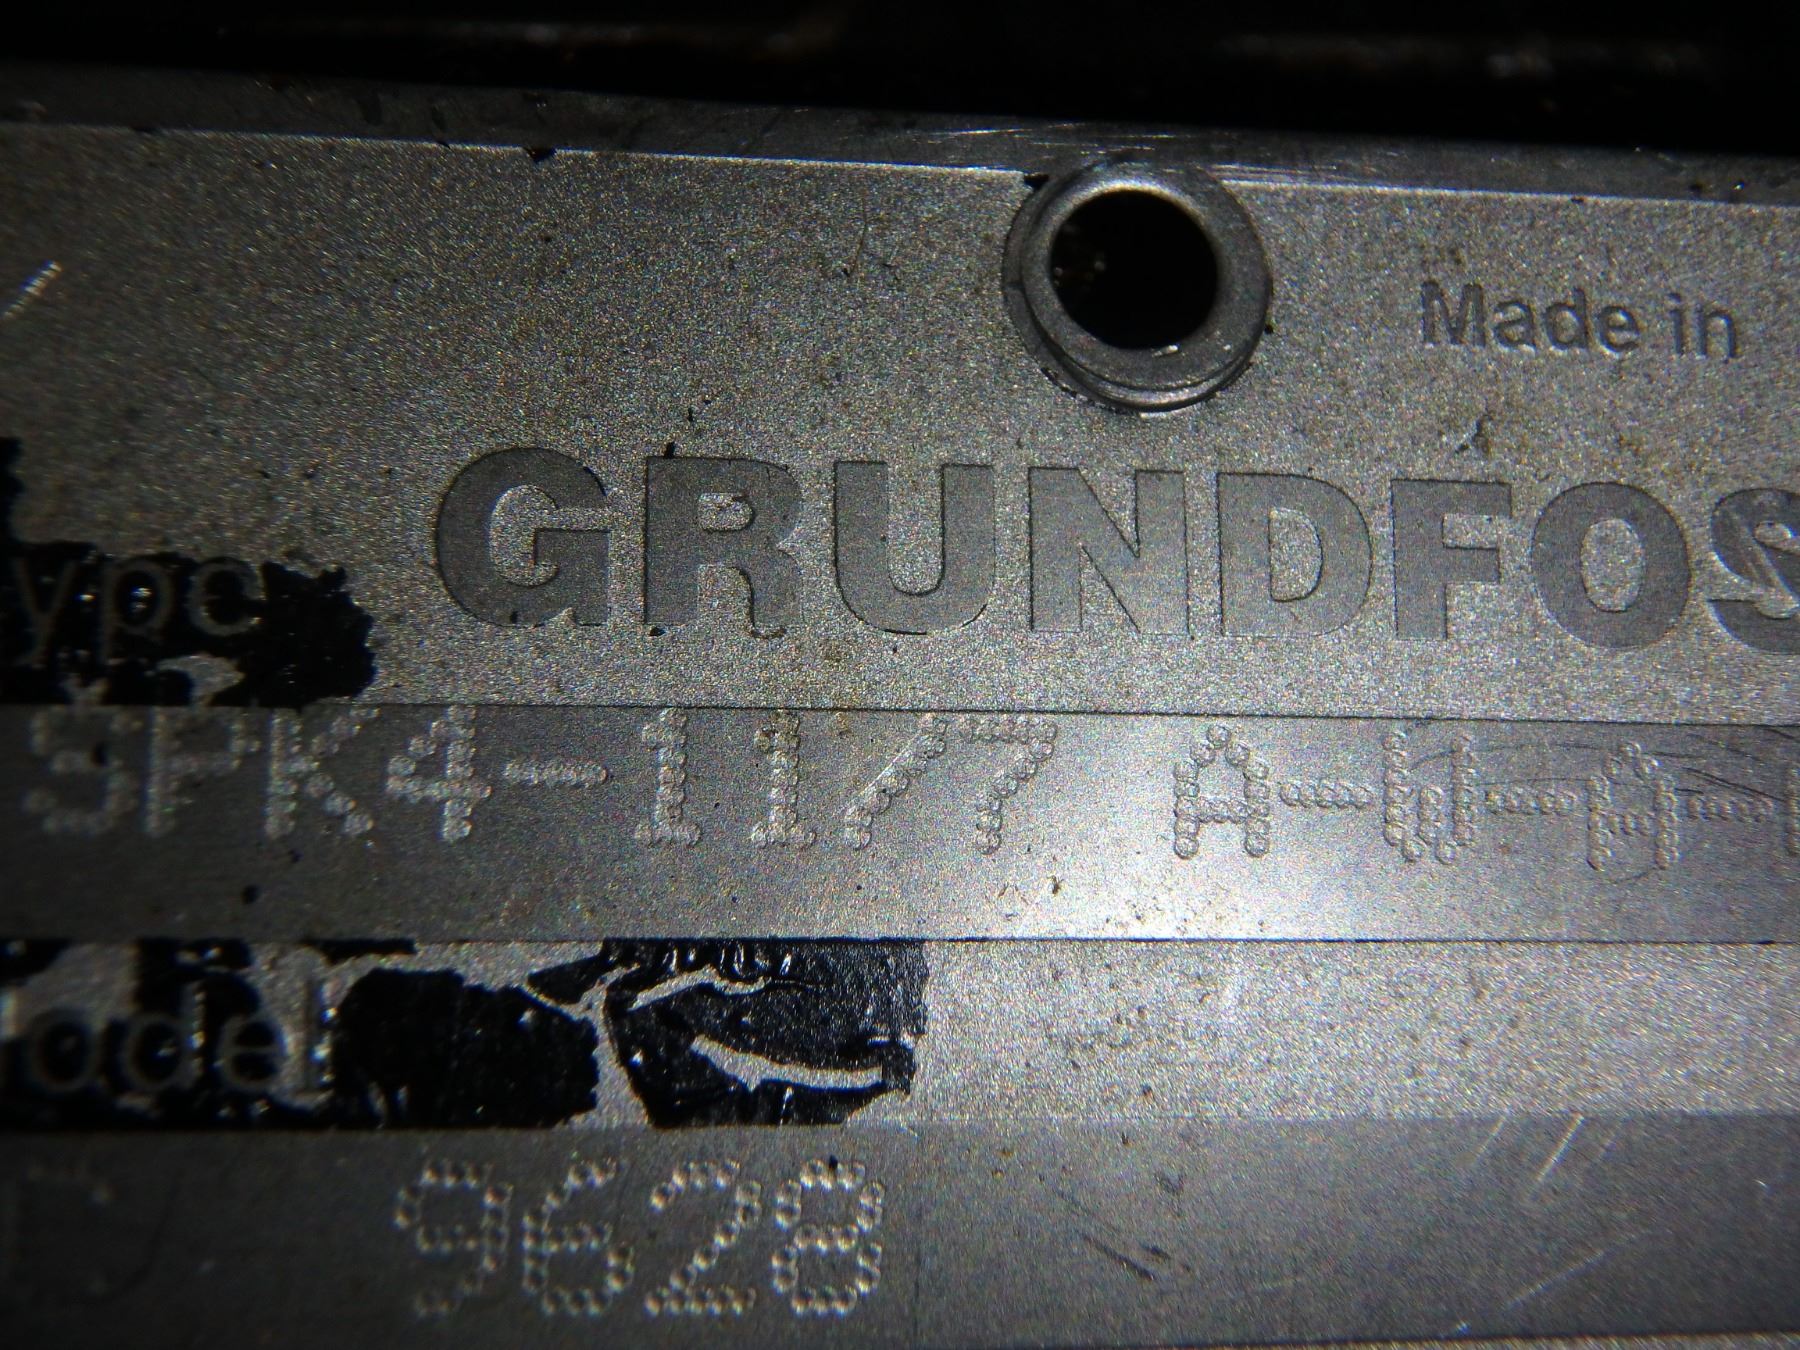 Made in
GRUNDFOS
ype
SPK4-11/7 A-W-A-
odel
9628